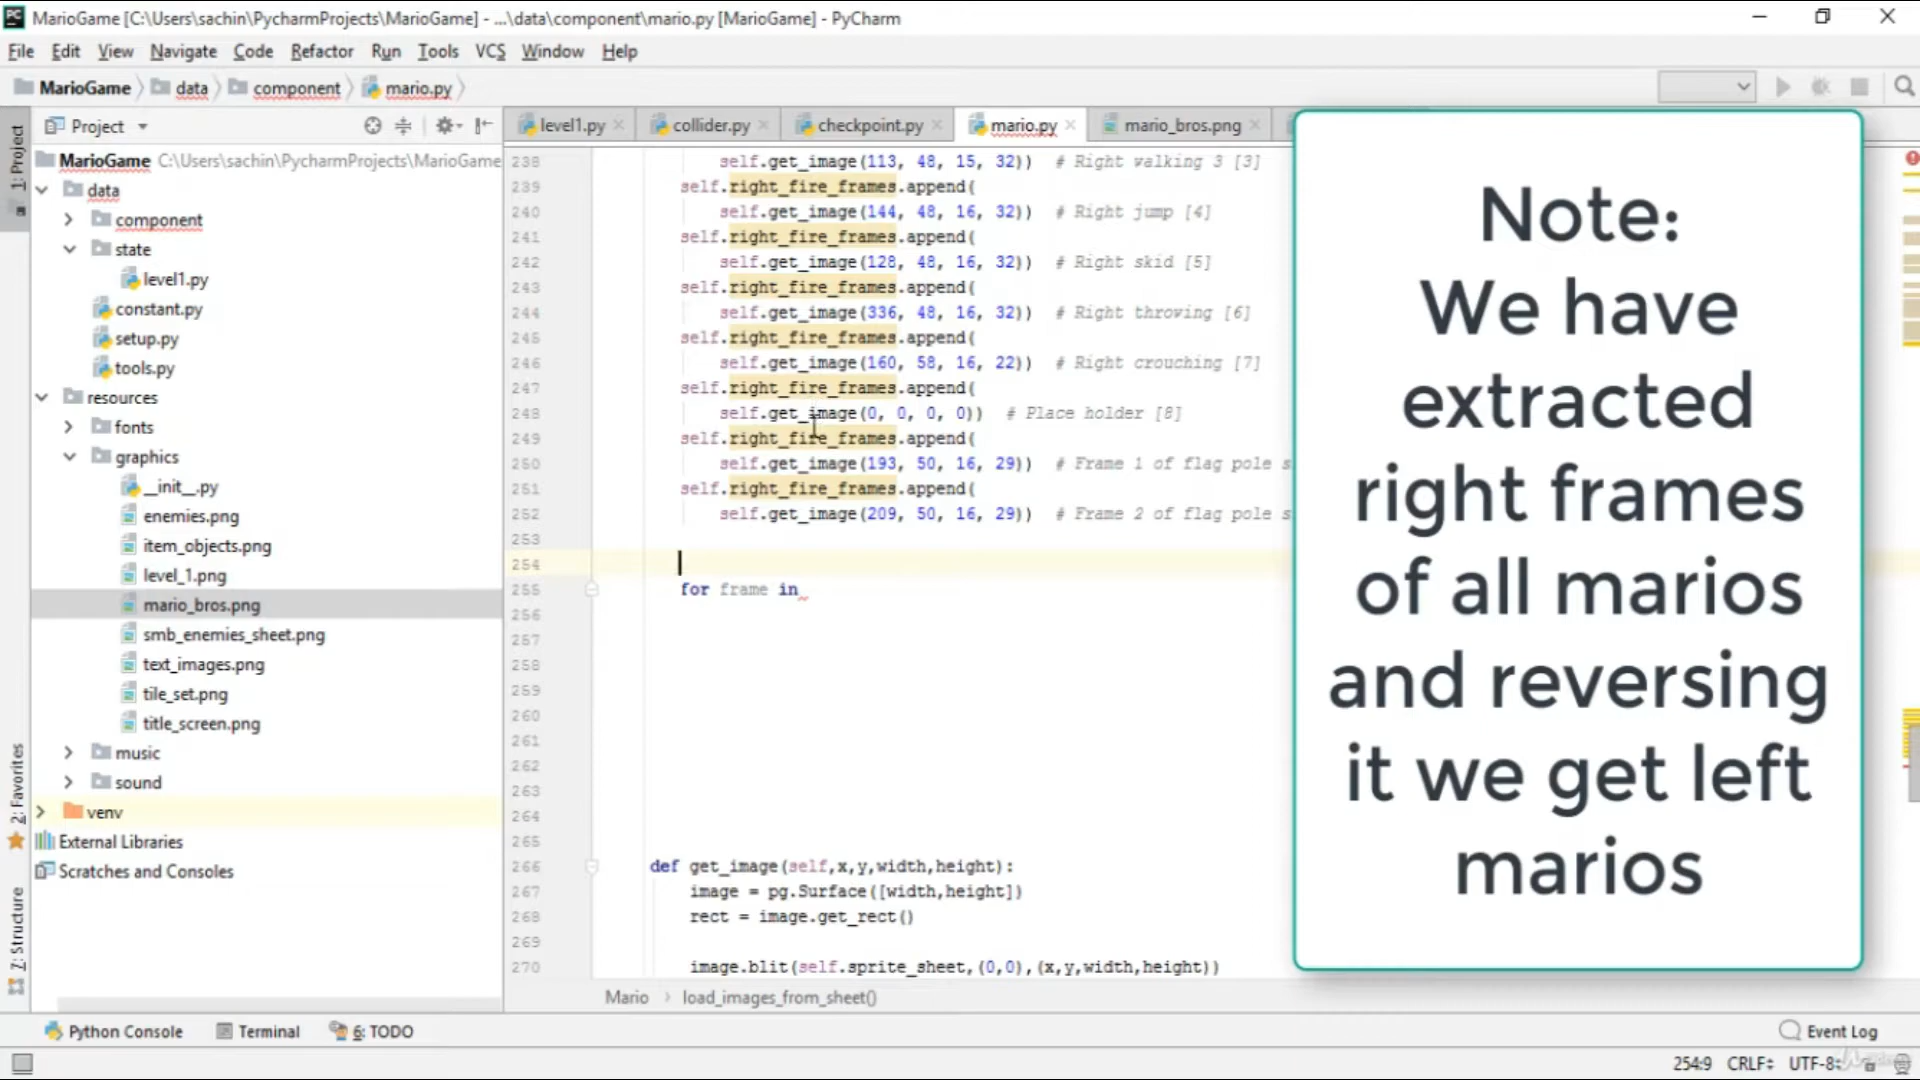 MarioGame [C:\Users\sachin\PycharmProjects\MarioGame] - ...\data\component\mario.py [MarioGame] - PyCharm
File Edit View Navigate Code Refactor Run Tools VCS Window Help
MarioGame data component mario.py
Project
level1.py collider.py checkpoint.py mario.py mario_bros.png
1: Project
2: Favorites
7: Structure
MarioGame C:\Users\sachin\PycharmProjects\MarioGame
data
component
state
level1.py
constant.py
setup.py
tools.py
resources
fonts
graphics
__init__.py
enemies.png
item_objects.png
level_1.png
mario_bros.png
smb_enemies_sheet.png
text_images.png
tile_set.png
title_screen.png
music
sound
venv
External Libraries
Scratches and Consoles
238 self.get_image(113, 48, 15, 32)) # Right walking 3 [3]
239 self.right_fire_frames.append(
240 self.get_image(144, 48, 16, 32)) # Right jump [4]
241 self.right_fire_frames.append(
242 self.get_image(128, 48, 16, 32)) # Right skid [5]
243 self.right_fire_frames.append(
244 self.get_image(336, 48, 16, 32)) # Right throwing [6]
245 self.right_fire_frames.append(
246 self.get_image(160, 58, 16, 22)) # Right crouching [7]
247 self.right_fire_frames.append(
248 self.get_image(0, 0, 0, 0)) # Place holder [8]
249 self.right_fire_frames.append(
250 self.get_image(193, 50, 16, 29)) # Frame 1 of flag pole s
251 self.right_fire_frames.append(
252 self.get_image(209, 50, 16, 29)) # Frame 2 of flag pole s
253
254
255 for frame in
256
257
258
259
260
261
262
263
264
265
266 def get_image(self,x,y,width,height):
267 image = pg.Surface([width,height])
268 rect = image.get_rect()
269
270 image.blit(self.sprite_sheet,(0,0),(x,y,width,height))
Mario load_images_from_sheet()
Note:
We have
extracted
right frames
of all marios
and reversing
it we get left
marios
Python Console Terminal 6: TODO Event Log
254:9 CRLF UTF-8